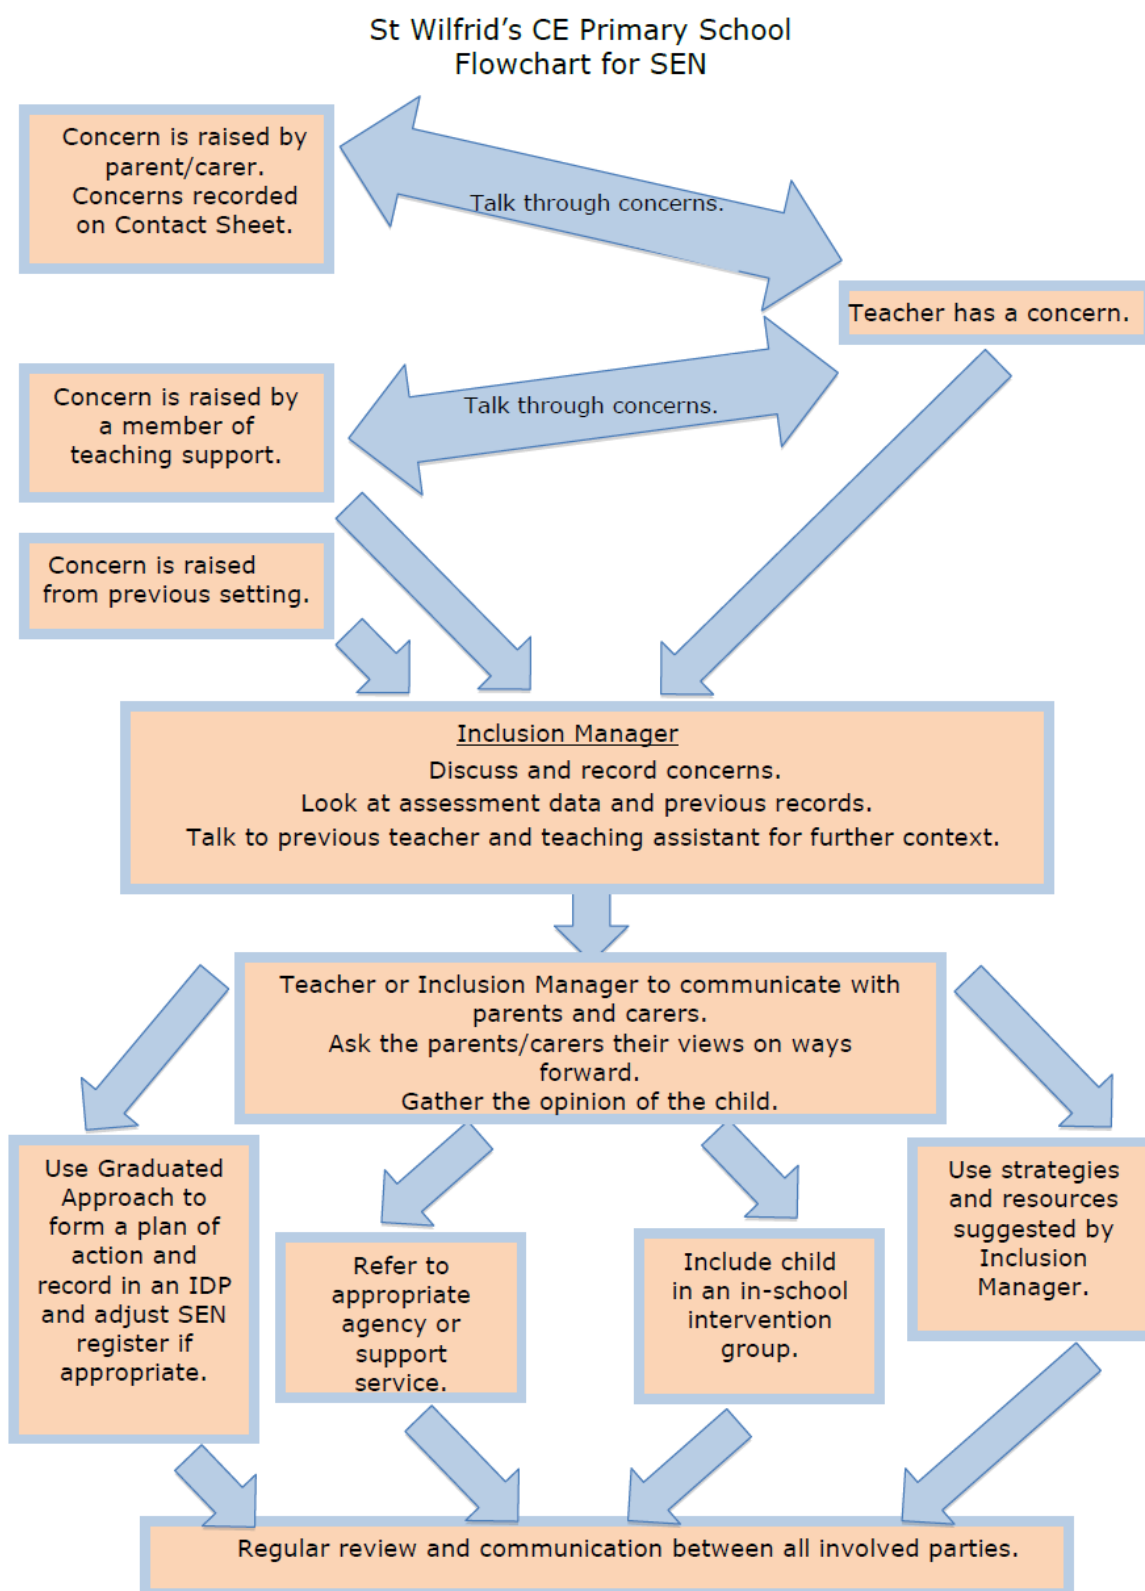 St Wilfrid's CE Primary School
Flowchart for SEN
Concern is raised by
parent/carer.
Concerns recorded
on Contact Sheet.
Talk through concerns.
Teacher has a concern.
Concern is raised by
a member of
teaching support.
Talk through concerns.
Concern is raised
from previous setting.
Inclusion Manager
Discuss and record concerns.
Look at assessment data and previous records.
Talk to previous teacher and teaching assistant for further context.
Teacher or Inclusion Manager to communicate with
parents and carers.
Ask the parents/carers their views on ways
forward.
Gather the opinion of the child.
Use Graduated
Approach to
form a plan of
action and
record in an IDP
and adjust SEN
register if
appropriate.
Refer to
appropriate
agency or
support
service.
Include child
in an in-school
intervention
group.
Use strategies
and resources
suggested by
Inclusion
Manager.
Regular review and communication between all involved parties.